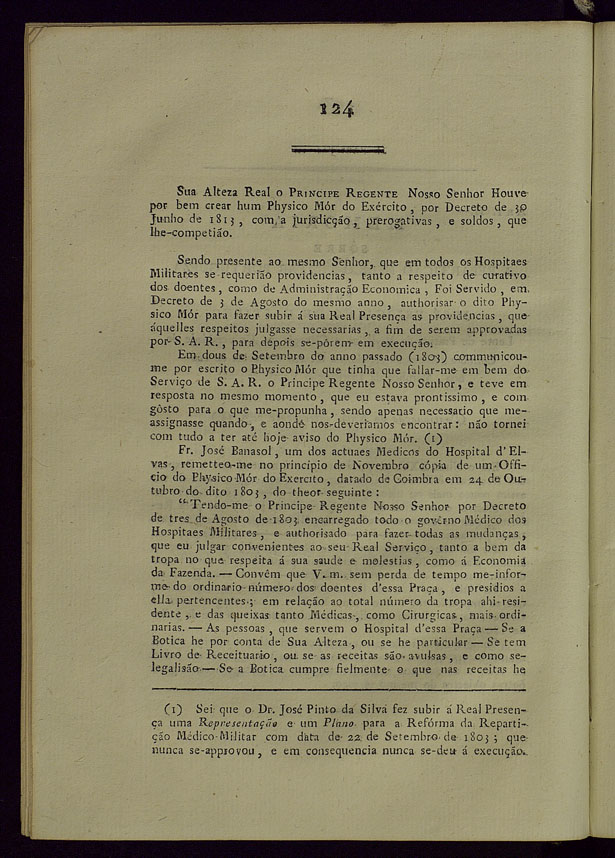 124
Sua Alteza Real o PRINCIPE REGENTE Nosso Senhor Houve
por bem crear hum Physico Mór do Exército, por Decreto de 30
Junho de 1813, com a jurisdicção, prerogativas, e soldos, que
lhe-competião.
Sendo presente ao mesmo Senhor, que em todos os Hospitaes
Militares se requerião providencias, tanto a respeito de curativo
dos doentes, como de Administração Economica, Foi Servido, em
Decreto de 3 de Agosto do mesmo anno, authorisar o dito Phy-
sico Mór para fazer subir á sua Real Presença as providencias, que
áquelles respeitos julgasse necessarias, a fim de serem approvadas
por S. A. R., para depois se-pôrem em execução.
Em dous de Setembro do anno passado (1803) communicou-
me por escrito o Physico Mór que tinha que fallar-me em bem do
Serviço de S. A. R. o Príncipe Regente Nosso Senhor, e teve em
resposta no mesmo momento, que eu estava prontissimo, e com
gôsto para o que me-propunha, sendo apenas necessatio que me-
assignasse quando, e aonde nos-deveriamos encontrar: não tornei
com tudo a ter até hoje aviso do Physico Mór. (1)
Fr. José Banasol, um dos actuaes Medicos do Hospital d'El-
vas, remetteo-me no princípio de Novembro cópia de um Offi-
cio do Physico Mór do Exercito, datado de Coimbra em 24 de Ou-
tubro do dito 1803, do theor seguinte:
"Tendo-me o Principe Regente Nosso Senhor por Decreto
de tres de Agosto de 1803 encarregado todo o govêrno Médico dos
Hospitaes Militares, e authorisado para fazer todas as mudanças,
que eu julgar convenientes ao seu Real Serviço, tanto a bem da
tropa no que respeita á sua saude e molestias, como á Economia
da Fazenda. — Convém que V. m. sem perda de tempo me-infor-
me do ordinario número dos doentes d'essa Praça, e presidios a
ella pertencentes; em relação ao total número da tropa ahi resi-
dente, e das queixas tanto Médicas, como Cirurgicas, mais ordi-
narias. — As pessoas, que servem o Hospital d'essa Praça — Se a
Botica he por conta de Sua Alteza, ou se he particular — Se tem
Livro de Receituario, ou se as receitas são avulsas, e como se-
legalisão — Se a Botica cumpre fielmente o que nas receitas he
(1) Sei que o Dr. José Pinto da Silva fez subir á Real Presen-
ça uma Representação e um Plano para a Refórma da Reparti-
ção Médico-Militar com data de 22 de Setembro de 1803; que
nunca se-approvou, e em consequencia nunca se-deu á execução.